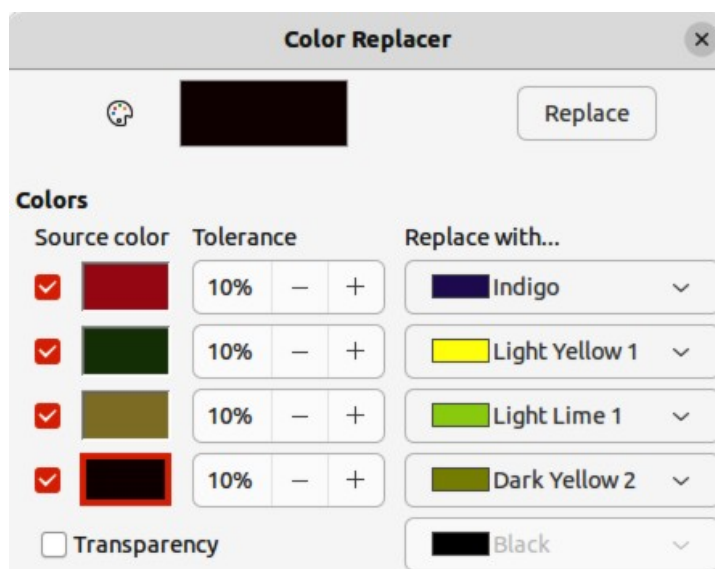 Color Replacer
Replace
Colors
Source color Tolerance Replace with...
10% Indigo
10% Light Yellow 1
10% Light Lime 1
10% Dark Yellow 2
Transparency Black